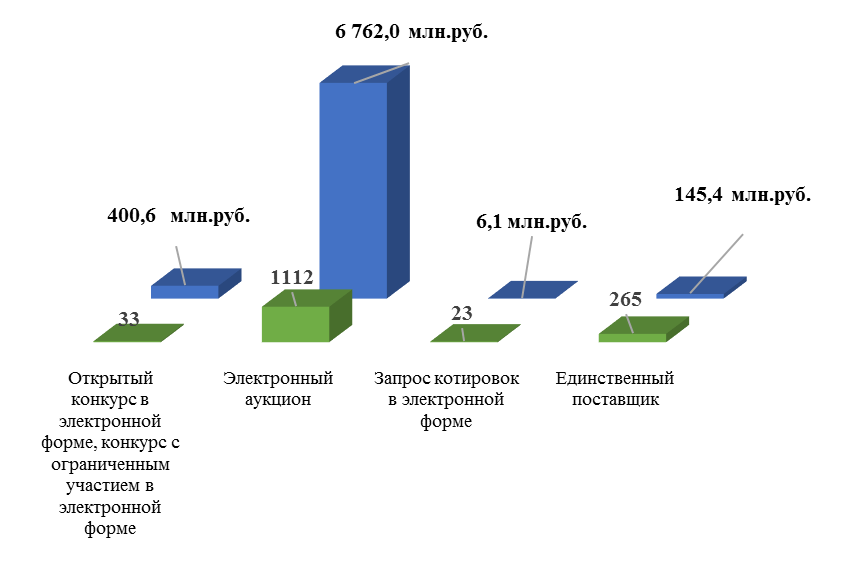 6 762,0 млн.руб.
400,6 млн.руб.
6,1 млн.руб.
145,4 млн.руб.
33
1112
23
265
Открытый
конкурс в
электронной
форме, конкурс с
ограниченным
участием в
электронной
форме
Электронный
аукцион
Запрос котировок
в электронной
форме
Единственный
поставщик